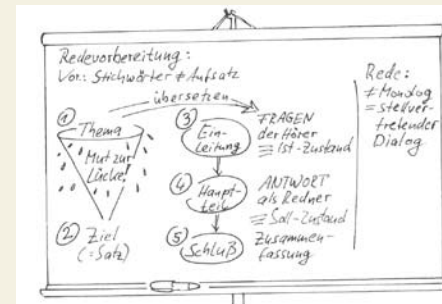 Redevorbereitung:
Vor.: Stichwörter ≠ Aufsatz
übersetzen
①
Thema
Mut zur
Lücke!
② Ziel
(=Satz)
③
Ein-
leitung
FRAGEN
der Hörer
≡ Ist-Zustand
④
Haupt-
teil
ANTWORT
als Redner
≡ Soll-Zustand
⑤
Schluß
Zusammen-
fassung
Rede:
≠ Monolog
= stellver-
tretender
Dialog